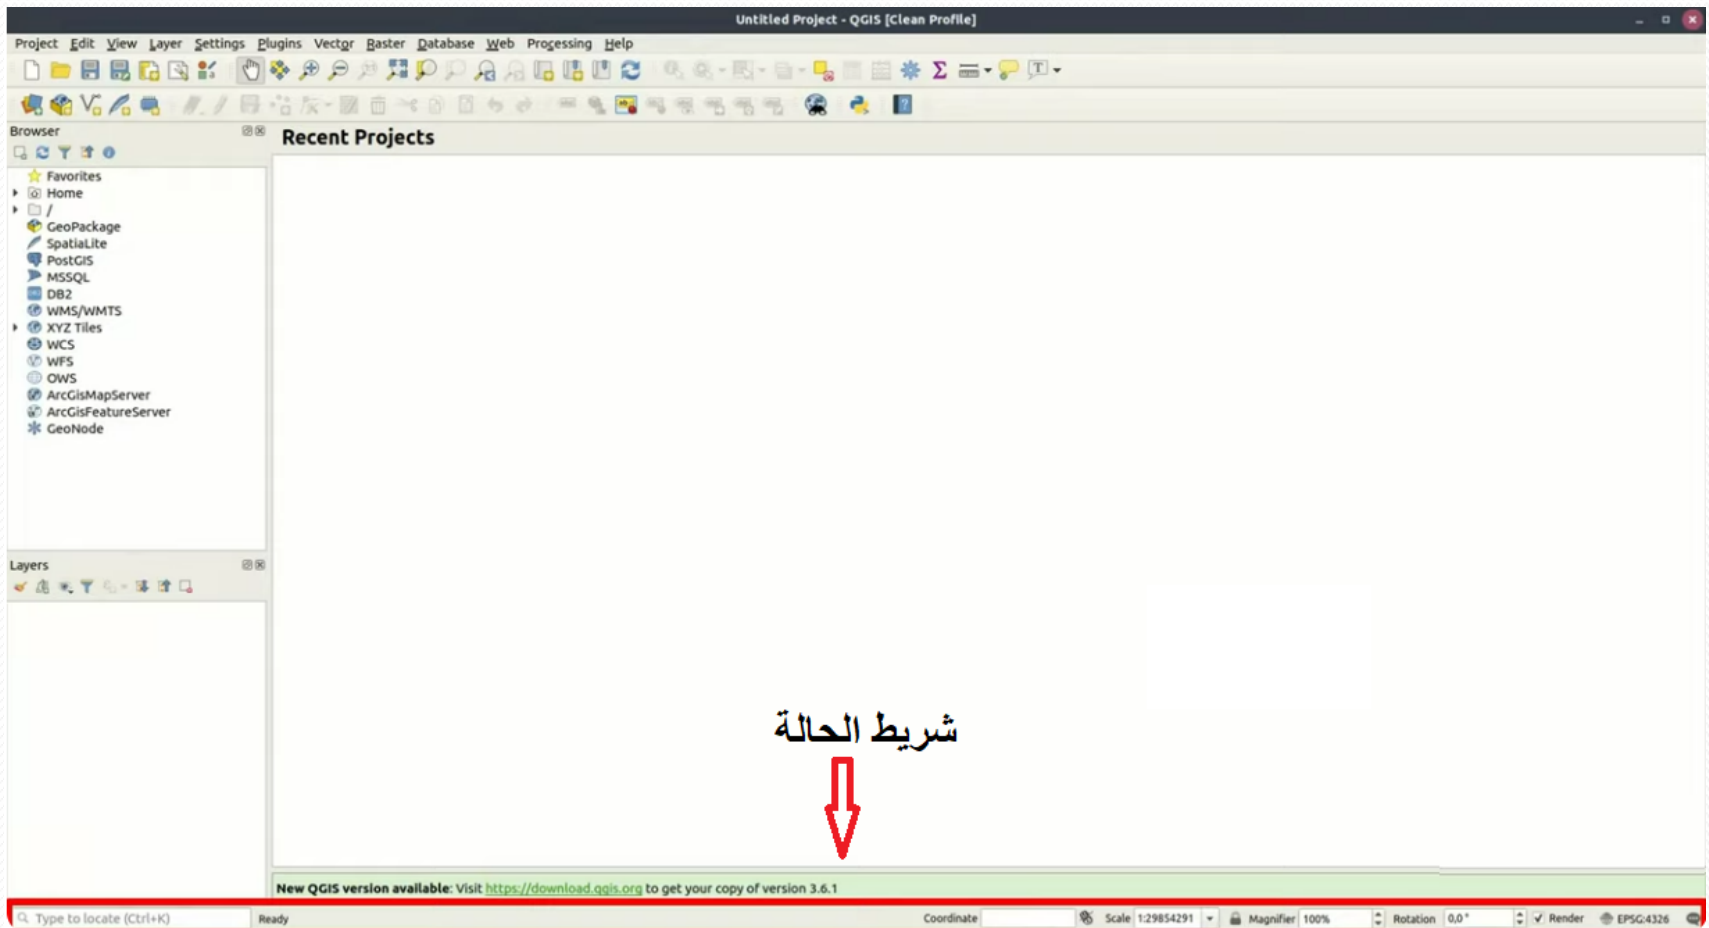 Untitled Project - QGIS [Clean Profile]
Project Edit View Layer Settings Plugins Vector Raster Database Web Processing Help
Browser
Recent Projects
Favorites
Home
/
GeoPackage
SpatiaLite
PostGIS
MSSQL
DB2
WMS/WMTS
XYZ Tiles
WCS
WFS
OWS
ArcGisMapServer
ArcGisFeatureServer
GeoNode
Layers
شريط الحالة
New QGIS version available: Visit https://download.qgis.org to get your copy of version 3.6.1
Type to locate (Ctrl+K) Ready Coordinate Scale 1:29854291 Magnifier 100% Rotation 0,0 ° Render EPSG:4326